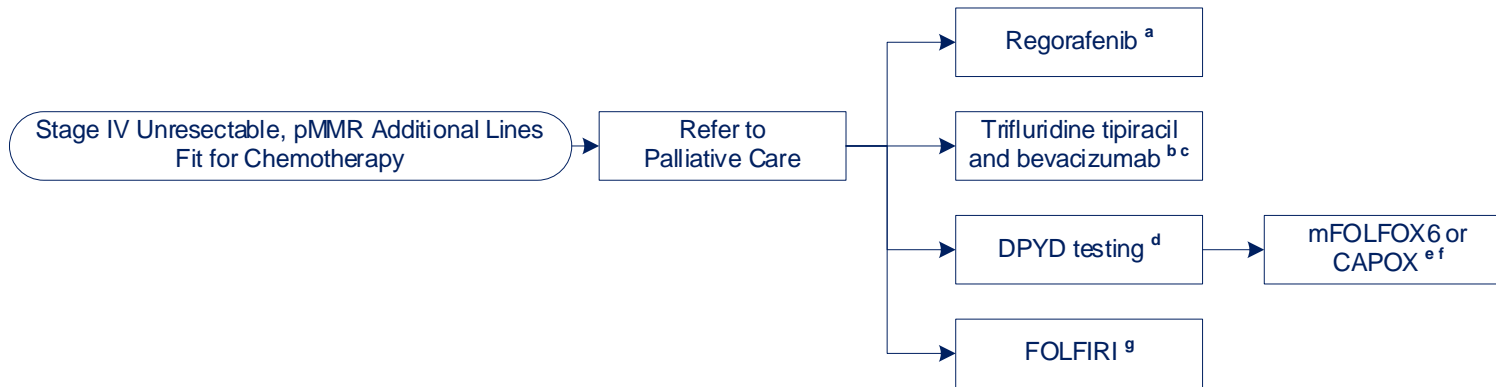 Stage IV Unresectable, pMMR Additional Lines
Fit for Chemotherapy
Refer to
Palliative Care
Regorafenib a
Trifluridine tipiracil
and bevacizumab b c
DPYD testing d
mFOLFOX6 or
CAPOX e f
FOLFIRI g